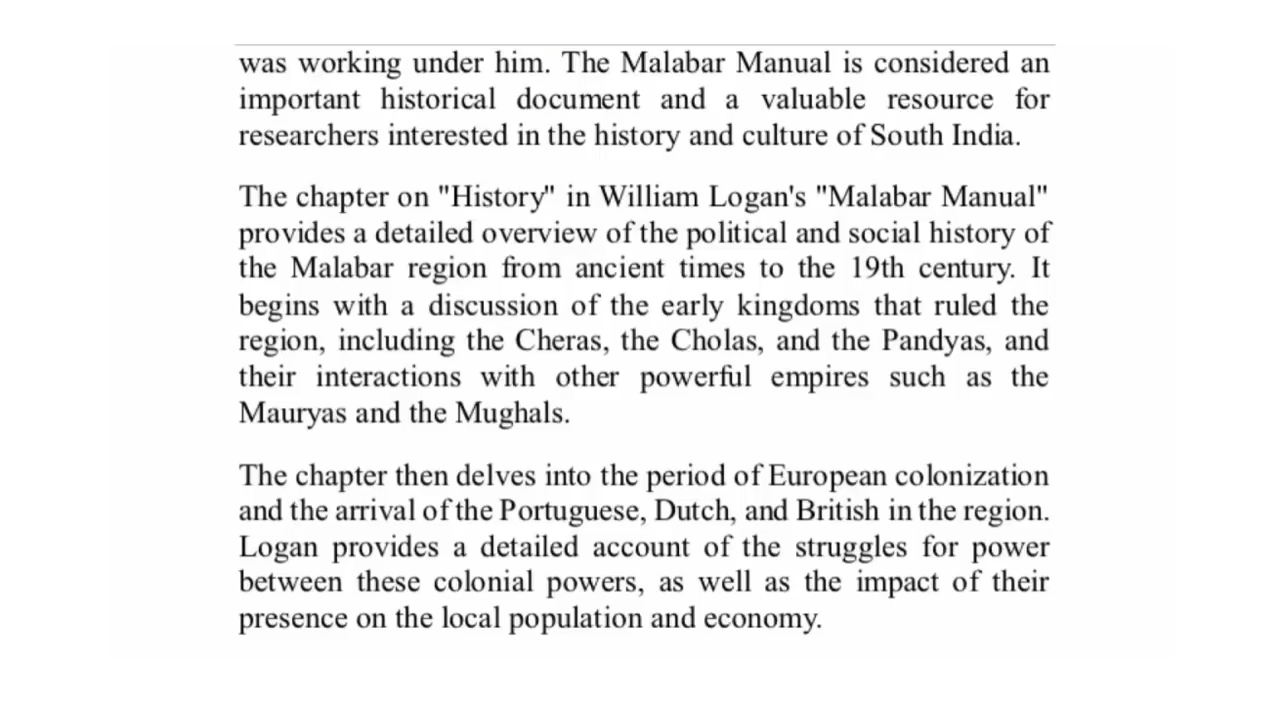 was working under him. The Malabar Manual is considered an
important historical document and a valuable resource for
researchers interested in the history and culture of South India.
The chapter on "History" in William Logan's "Malabar Manual"
provides a detailed overview of the political and social history of
the Malabar region from ancient times to the 19th century. It
begins with a discussion of the early kingdoms that ruled the
region, including the Cheras, the Cholas, and the Pandyas, and
their interactions with other powerful empires such as the
Mauryas and the Mughals.
The chapter then delves into the period of European colonization
and the arrival of the Portuguese, Dutch, and British in the region.
Logan provides a detailed account of the struggles for power
between these colonial powers, as well as the impact of their
presence on the local population and economy.